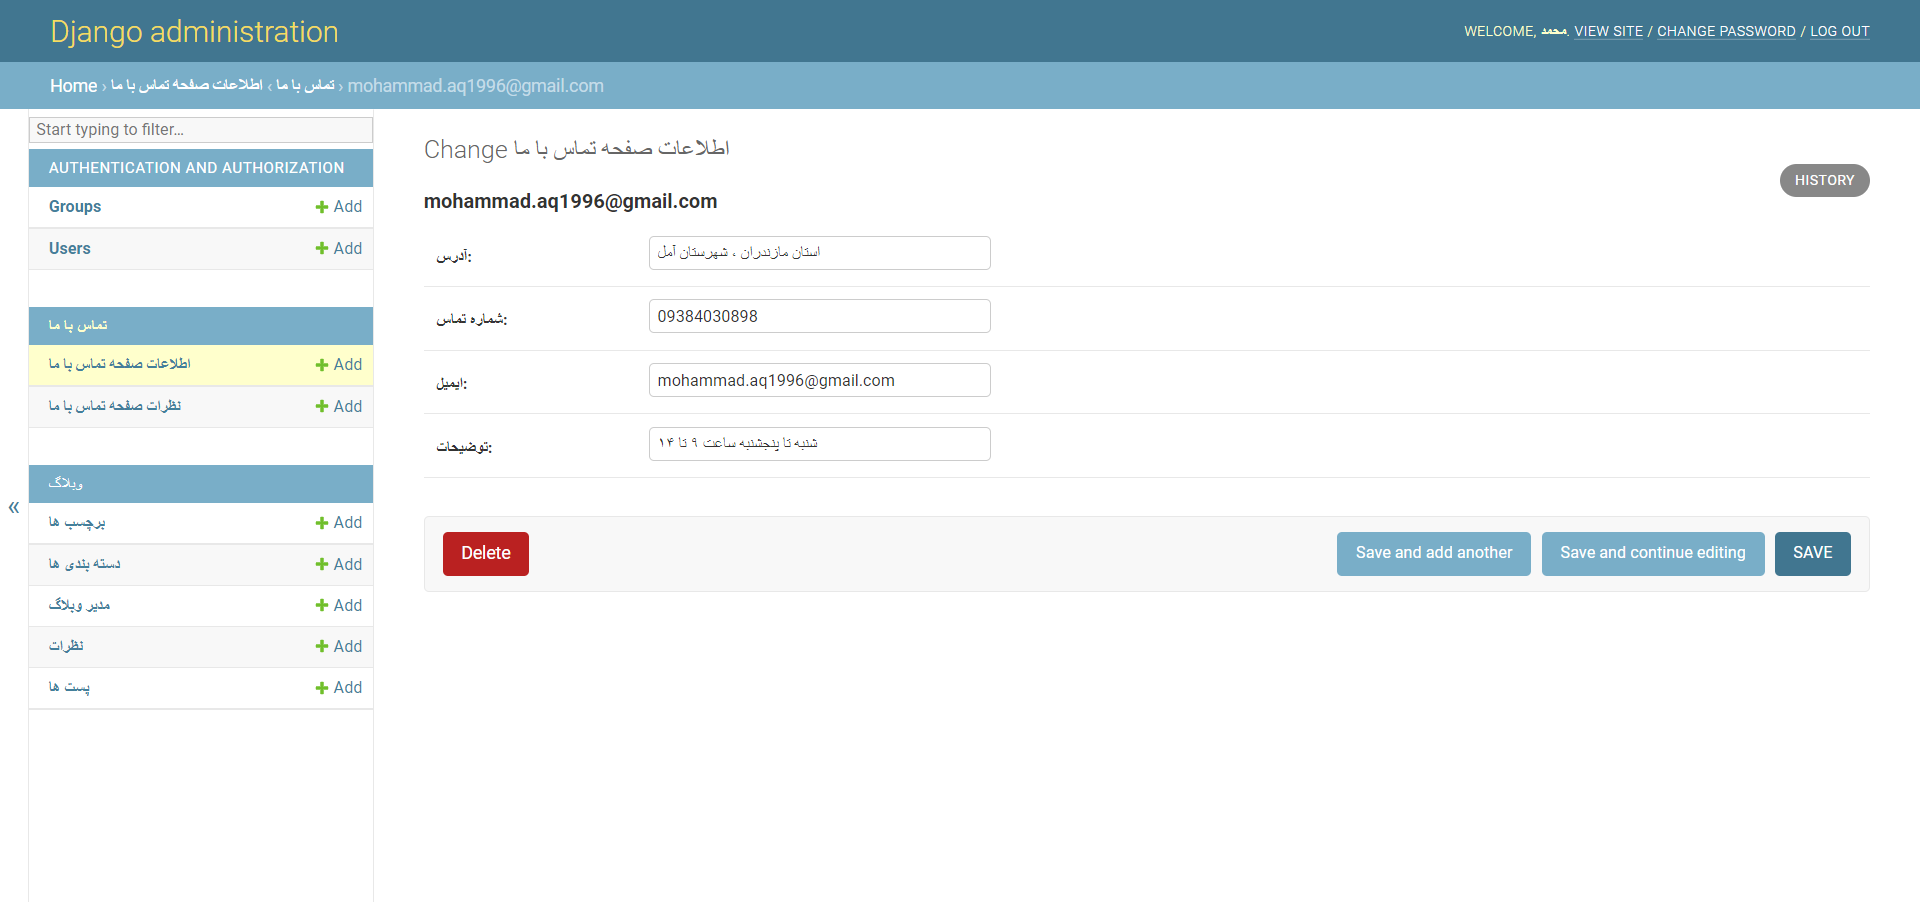 Django administration
WELCOME, محمد. VIEW SITE / CHANGE PASSWORD / LOG OUT
Home › اطلاعات صفحه تماس با ما › تماس با ما › mohammad.aq1996@gmail.com
Start typing to filter...
AUTHENTICATION AND AUTHORIZATION
Groups
Add
Users
Add
تماس با ما
اطلاعات صفحه تماس با ما
Add
نظرات صفحه تماس با ما
Add
وبلاگ
برچسب ها
Add
دسته بندی ها
Add
مدیر وبلاگ
Add
نظرات
Add
پست ها
Add
«
Change اطلاعات صفحه تماس با ما
HISTORY
mohammad.aq1996@gmail.com
آدرس:
استان مازندران ، شهرستان آمل
شماره تماس:
09384030898
ایمیل:
mohammad.aq1996@gmail.com
توضیحات:
شنبه تا پنجشنبه ساعت ۹ تا ۱۴
Delete
Save and add another
Save and continue editing
SAVE